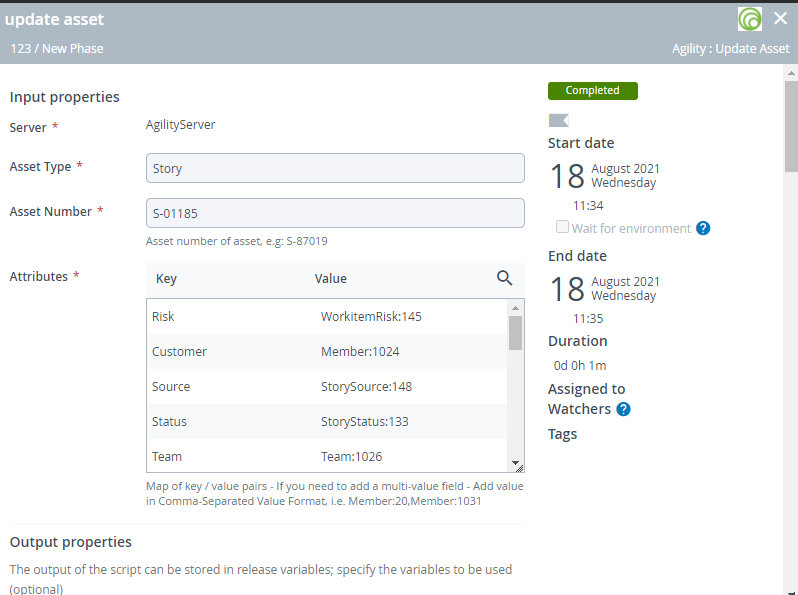 update asset
123 / New Phase
Agility : Update Asset
Input properties
Server *
AgilityServer
Asset Type *
Story
Asset Number *
S-01185
Asset number of asset, e.g: S-87019
Attributes *
Key Value
Risk WorkitemRisk:145
Customer Member:1024
Source StorySource:148
Status StoryStatus:133
Team Team:1026
Map of key / value pairs - If you need to add a multi-value field - Add value
in Comma-Separated Value Format, i.e. Member:20,Member:1031
Output properties
The output of the script can be stored in release variables; specify the variables to be used
(optional)
Completed
Start date
18 August 2021
Wednesday
11:34
Wait for environment ?
End date
18 August 2021
Wednesday
11:35
Duration
0d 0h 1m
Assigned to
Watchers ?
Tags